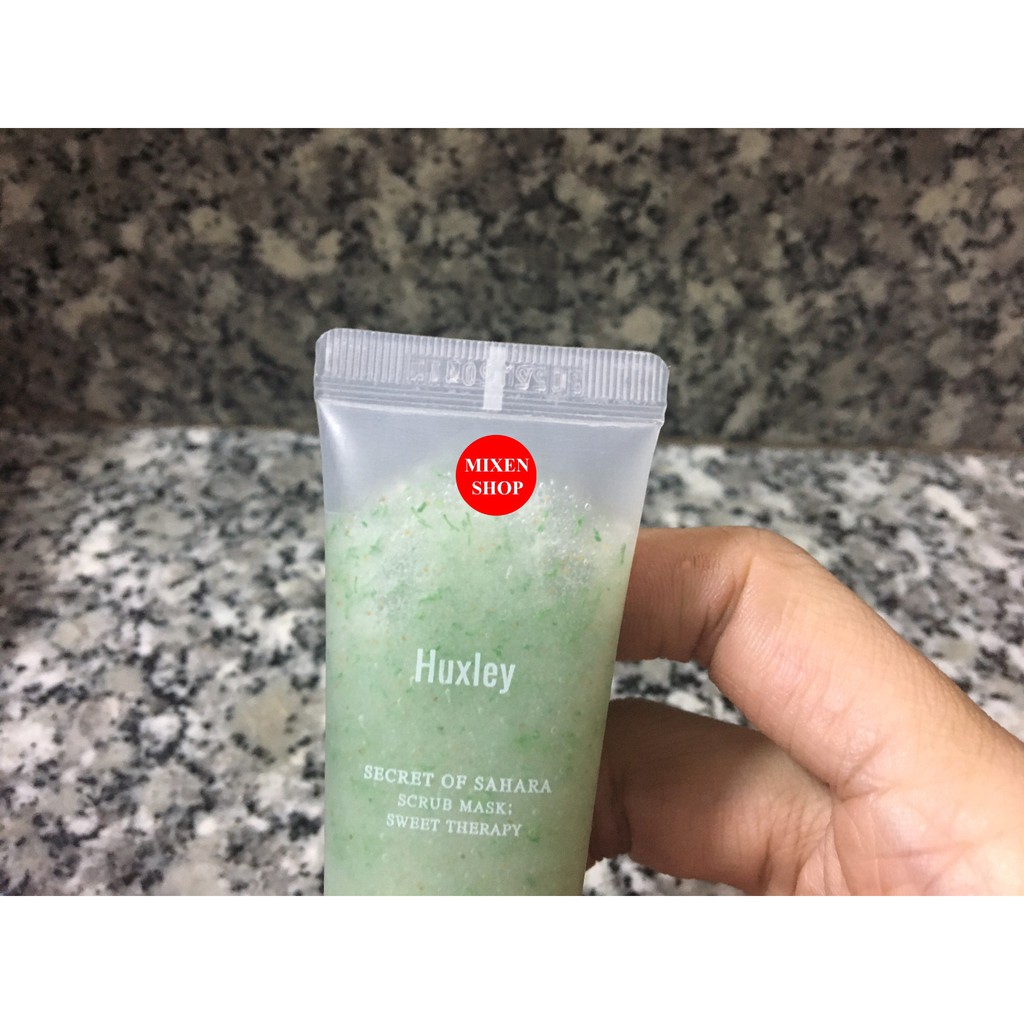 MIXEN
SHOP
Huxley
SECRET OF SAHARA
SCRUB MASK;
SWEET THERAPY